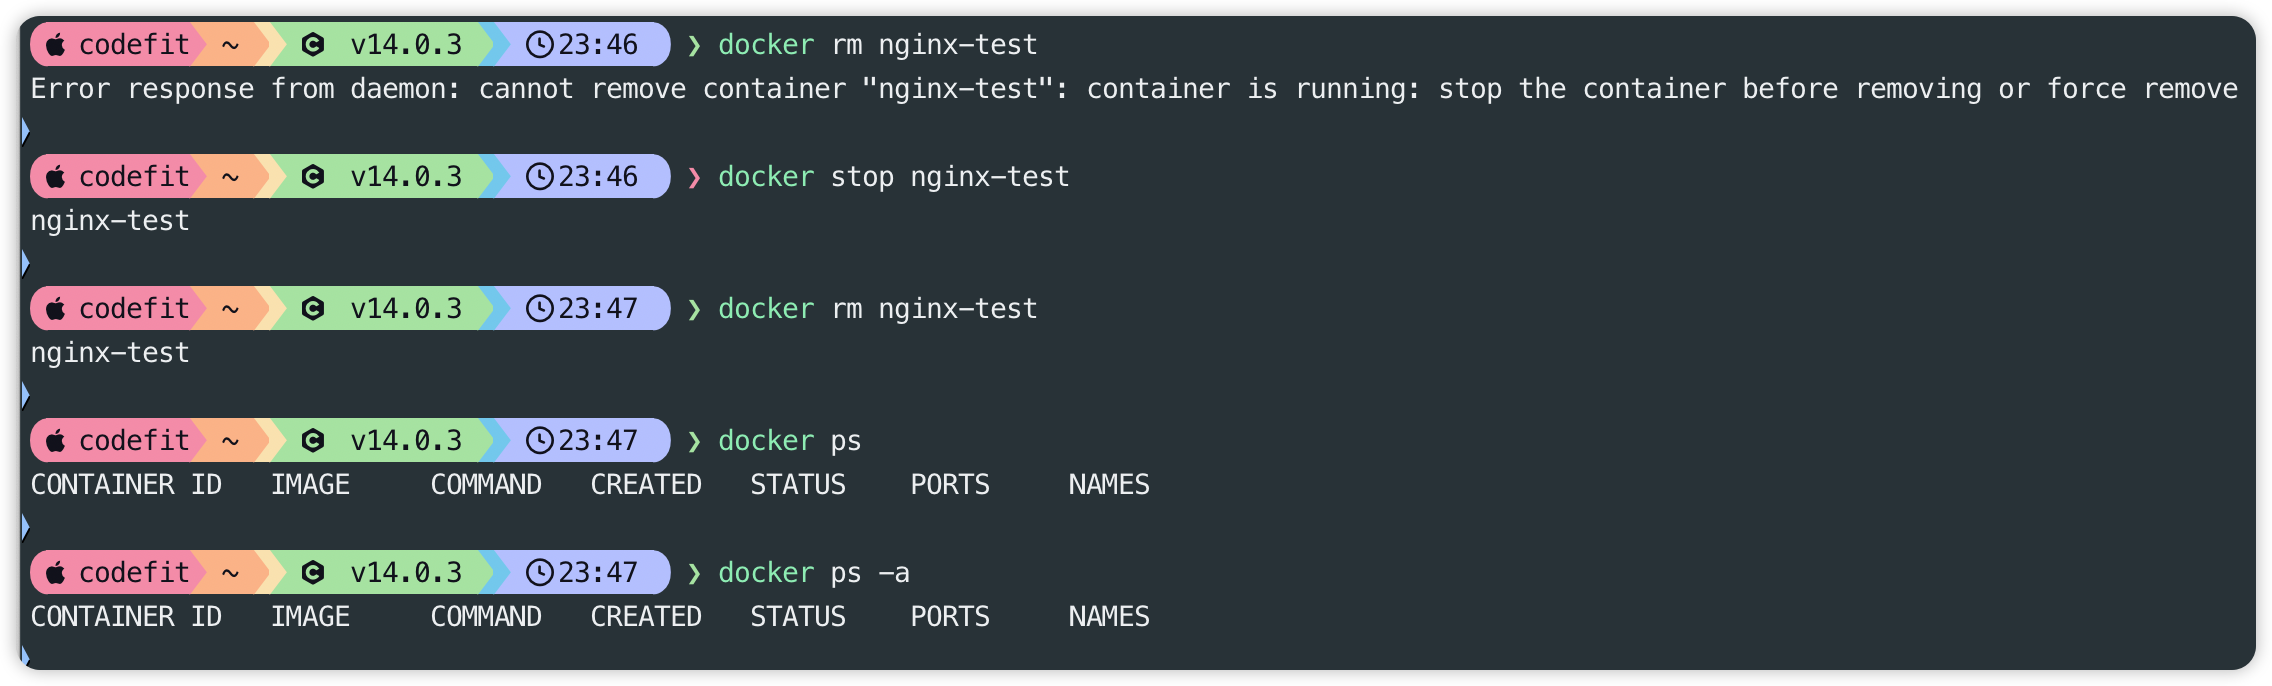 codefit ~ v14.0.3 23:46 ❯ docker rm nginx-test
Error response from daemon: cannot remove container "nginx-test": container is running: stop the container before removing or force remove
codefit ~ v14.0.3 23:46 ❯ docker stop nginx-test
nginx-test
codefit ~ v14.0.3 23:47 ❯ docker rm nginx-test
nginx-test
codefit ~ v14.0.3 23:47 ❯ docker ps
CONTAINER ID IMAGE COMMAND CREATED STATUS PORTS NAMES
codefit ~ v14.0.3 23:47 ❯ docker ps -a
CONTAINER ID IMAGE COMMAND CREATED STATUS PORTS NAMES